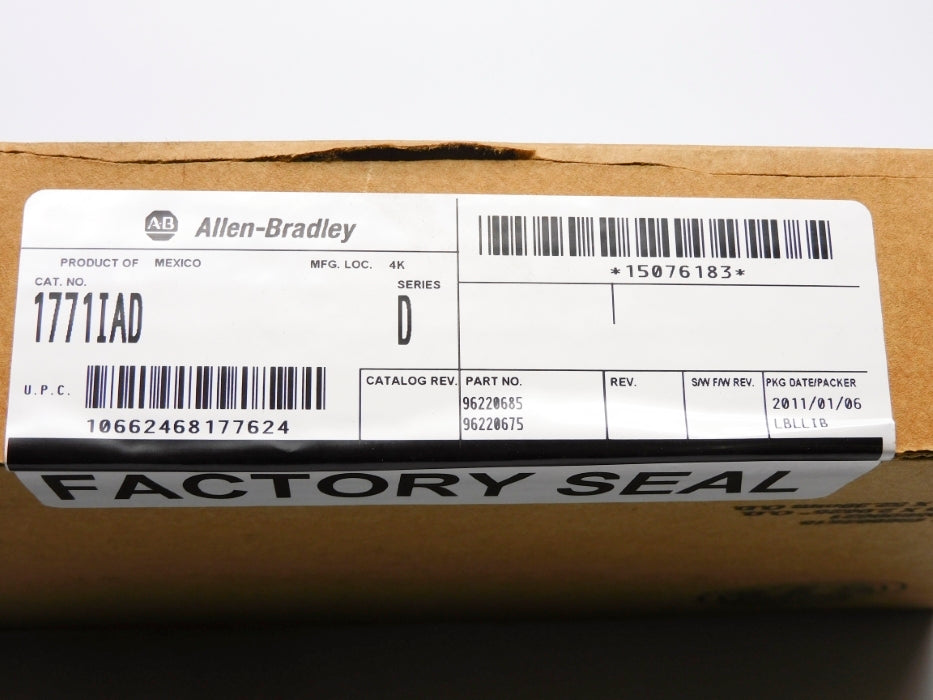 A·B Allen-Bradley
*15076183*
PRODUCT OF MEXICO MFG. LOC. 4K
CAT. NO. SERIES
1771IAD D
U.P.C.
10662468177624
CATALOG REV. PART NO. REV. S/W F/W REV. PKG DATE/PACKER
96220685 2011/01/06
96220675 LBLLIB
FACTORY SEAL